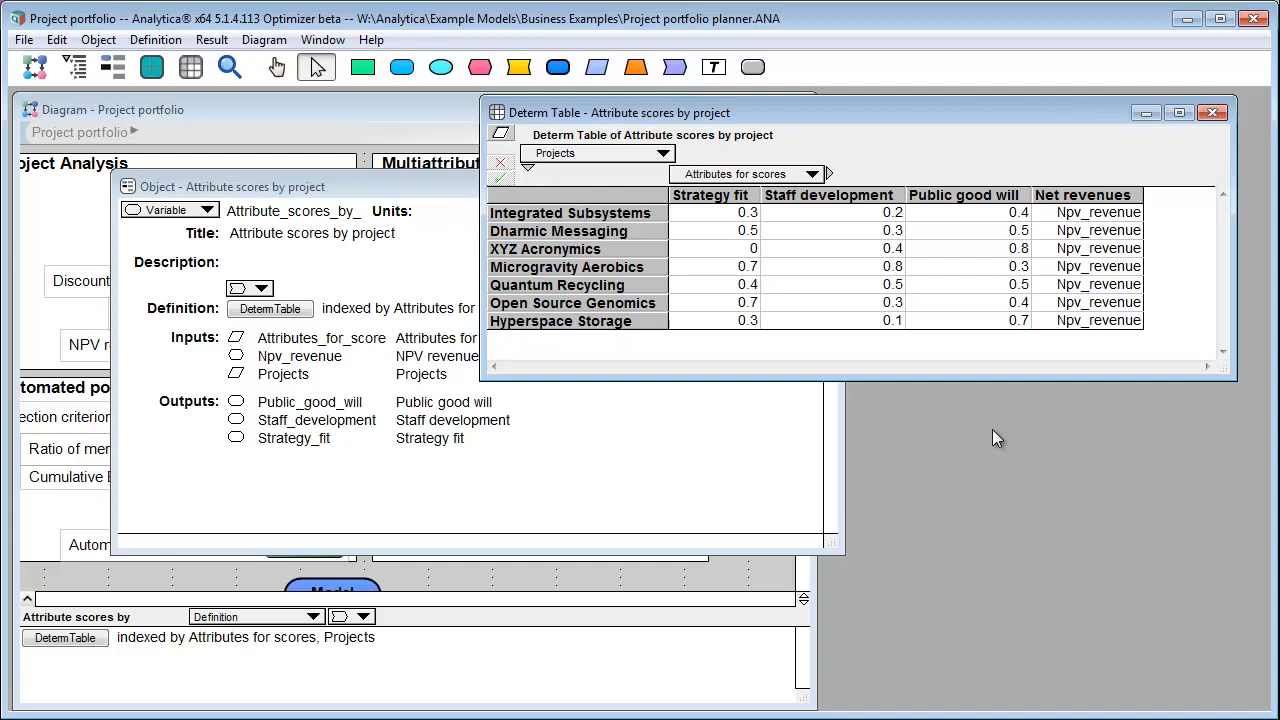 Project portfolio -- Analytica® x64 5.1.4.113 Optimizer beta -- W:\Analytica\Example Models\Business Examples\Project portfolio planner.ANA
File Edit Object Definition Result Diagram Window Help
T
Diagram - Project portfolio
Project portfolio
oject Analysis
Multiattribut
Discount
NPV r
tomated po
ection criterion
Ratio of mer
Cumulative B
Autom
Model
Object - Attribute scores by project
Variable Attribute_scores_by_ Units:
Title: Attribute scores by project
Description:
Definition: DetermTable indexed by Attributes for
Inputs: Attributes_for_score Attributes for
Npv_revenue NPV revenue
Projects Projects
Outputs: Public_good_will Public good will
Staff_development Staff development
Strategy_fit Strategy fit
Determ Table - Attribute scores by project
Determ Table of Attribute scores by project
Projects
Attributes for scores
Strategy fit Staff development Public good will Net revenues
Integrated Subsystems 0.3 0.2 0.4 Npv_revenue
Dharmic Messaging 0.5 0.3 0.5 Npv_revenue
XYZ Acronymics 0 0.4 0.8 Npv_revenue
Microgravity Aerobics 0.7 0.8 0.3 Npv_revenue
Quantum Recycling 0.4 0.5 0.5 Npv_revenue
Open Source Genomics 0.7 0.3 0.4 Npv_revenue
Hyperspace Storage 0.3 0.1 0.7 Npv_revenue
Attribute scores by Definition
DetermTable indexed by Attributes for scores, Projects